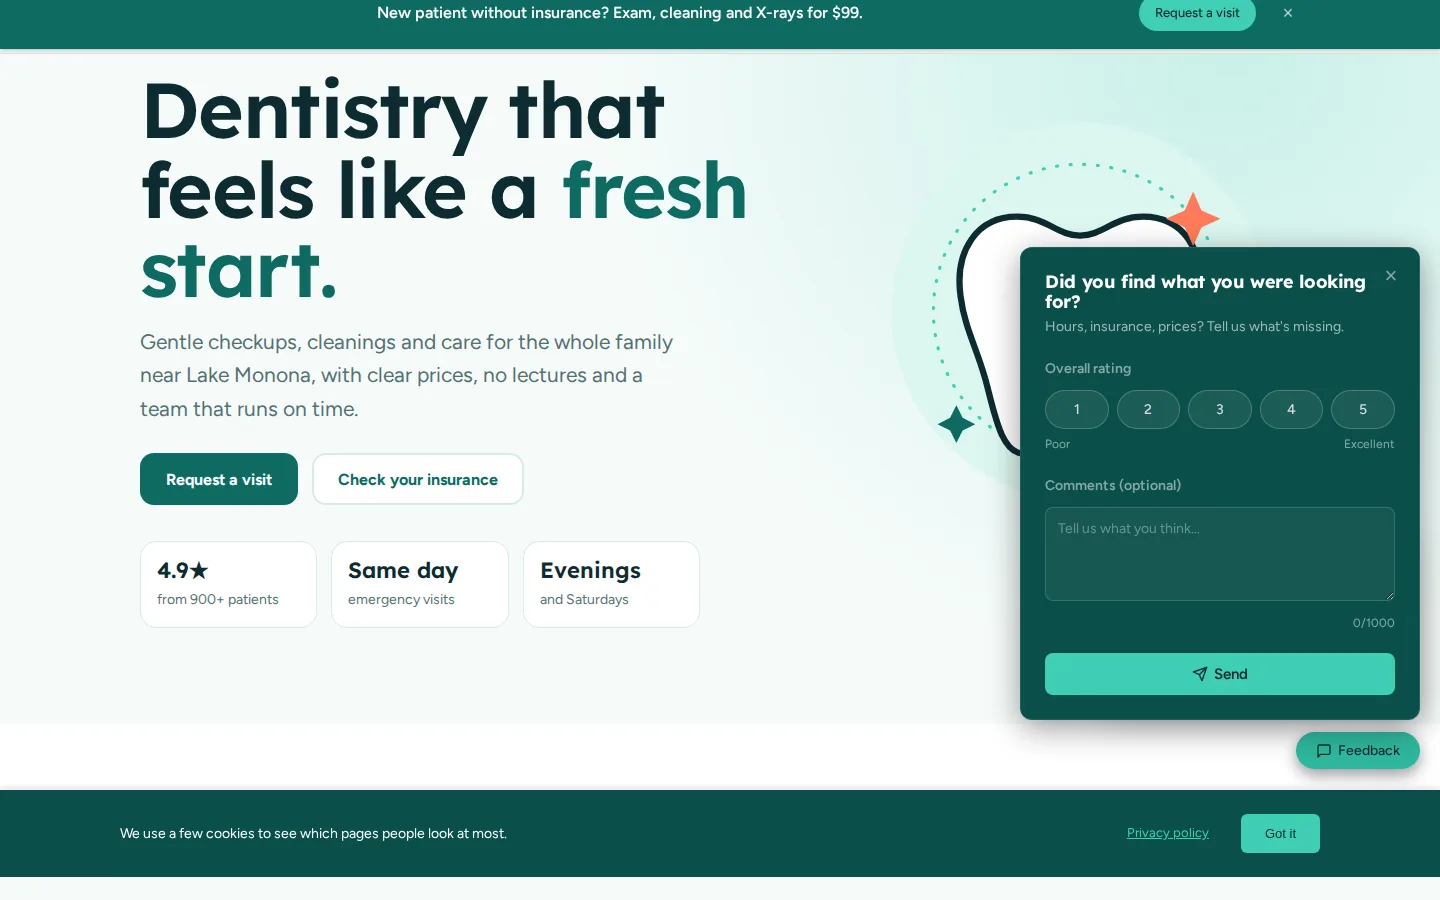 New patient without insurance? Exam, cleaning and X-rays for $99.
Request a visit
×
Dentistry that
feels like a fresh
start.
Gentle checkups, cleanings and care for the whole family
near Lake Monona, with clear prices, no lectures and a
team that runs on time.
Request a visit
Check your insurance
4.9★
from 900+ patients
Same day
emergency visits
Evenings
and Saturdays
Did you find what you were looking
for?
×
Hours, insurance, prices? Tell us what's missing.
Overall rating
1 2 3 4 5
Poor Excellent
Comments (optional)
Tell us what you think...
0/1000
Send
Feedback
We use a few cookies to see which pages people look at most.
Privacy policy
Got it